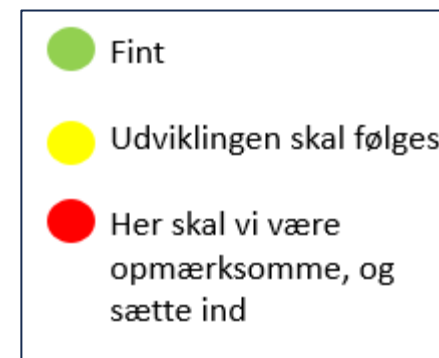 Fint
Udviklingen skal følges
Her skal vi være
opmærksomme, og
sætte ind